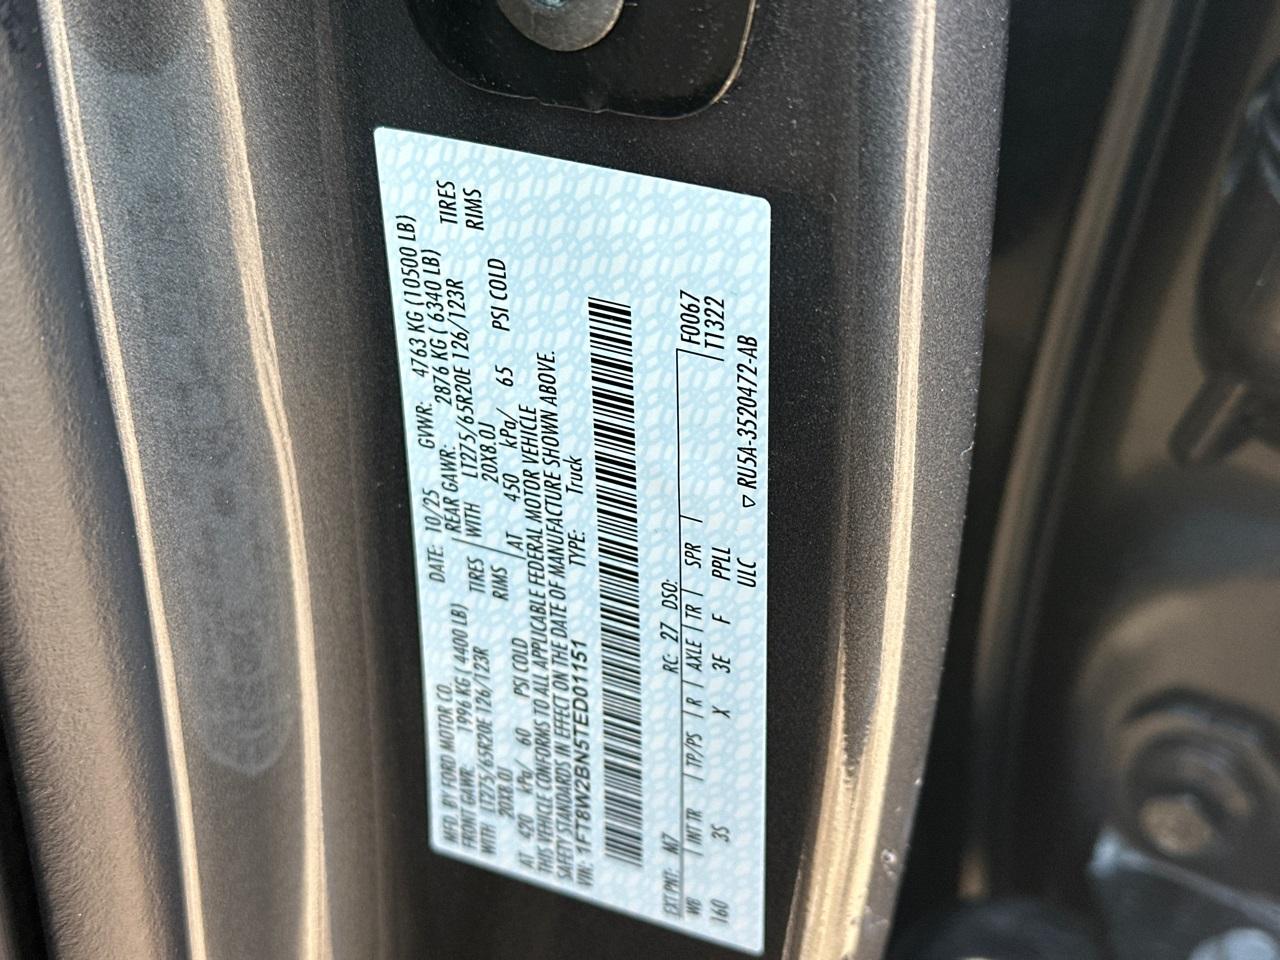 MFD. BY FORD MOTOR CO. DATE: 10/25 GVWR: 4763 KG (10500 LB)
FRONT GAWR: 1996 KG (4400 LB) REAR GAWR: 2876 KG ( 6340 LB)
WITH LT275/65R20E 126/123R TIRES WITH LT275/65R20E 126/123R TIRES
20X8.0J RIMS 20X8.0J RIMS
AT 420 kPa/ 60 PSI COLD AT 450 kPa/ 65 PSI COLD
THIS VEHICLE CONFORMS TO ALL APPLICABLE FEDERAL MOTOR VEHICLE
SAFETY STANDARDS IN EFFECT ON THE DATE OF MANUFACTURE SHOWN ABOVE.
VIN: 1FT8W2BN5TED01151 TYPE: Truck
EXT PNT: M7 RC: 27 DSO: F0067
WB INT TR TP/PS R AXLE TR SPR T1322
160 3S X 3E F PPLL
ULC ▽ RU5A-3520472-AB